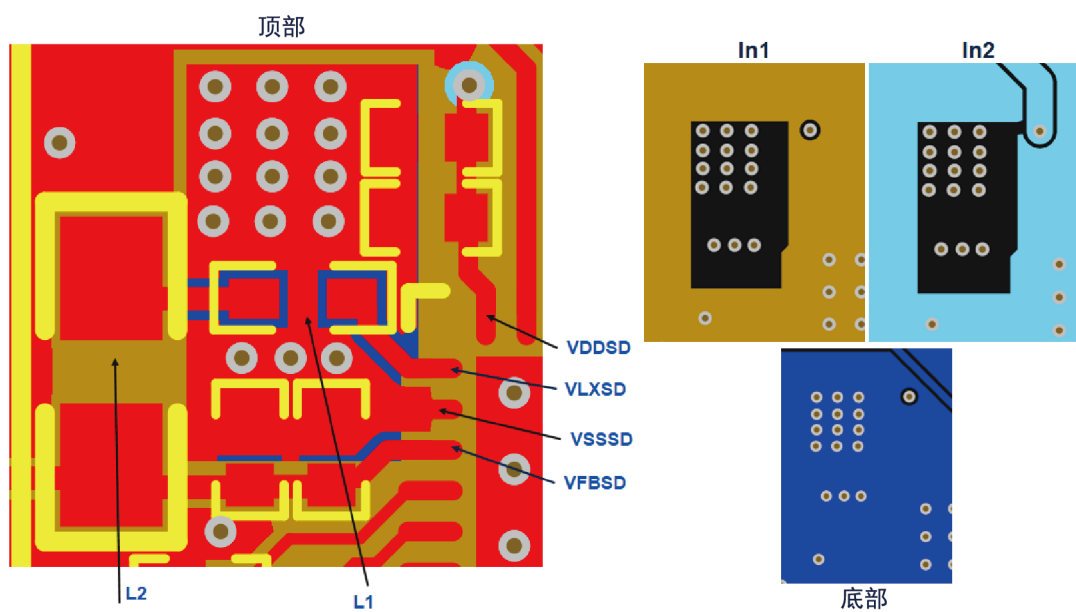 顶部
In1
In2
VDDSD
VLXSD
VSSSD
VFBSD
L2
L1
底部